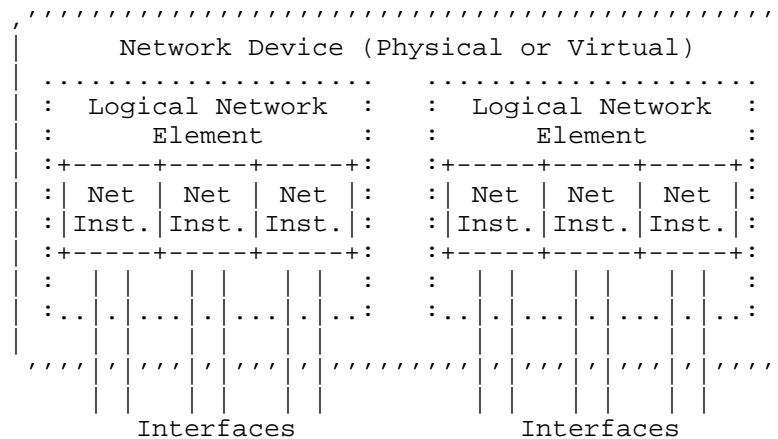 Network Device (Physical or Virtual)
Logical Network Logical Network
Element Element
Net Net Net Net Net Net
Inst. Inst. Inst. Inst. Inst. Inst.
Interfaces Interfaces